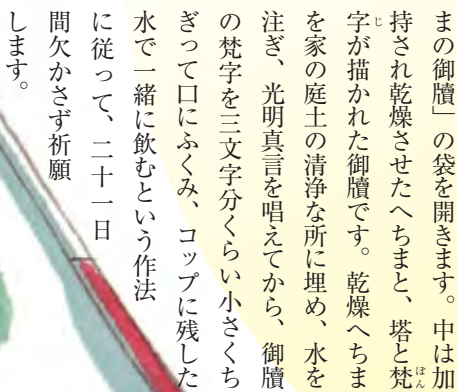 まの御牘」の袋を開きます。中は加
持され乾燥させたへちまと、塔と梵
字が描かれた御牘です。乾燥へちま
を家の庭土の清浄な所に埋め、水を
注ぎ、光明真言を唱えてから、御牘
の梵字を三文字分くらい小さくち
ぎって口にふくみ、コップに残した
水で一緒に飲むという作法
に従って、二十一日
間欠かさず祈願
します。